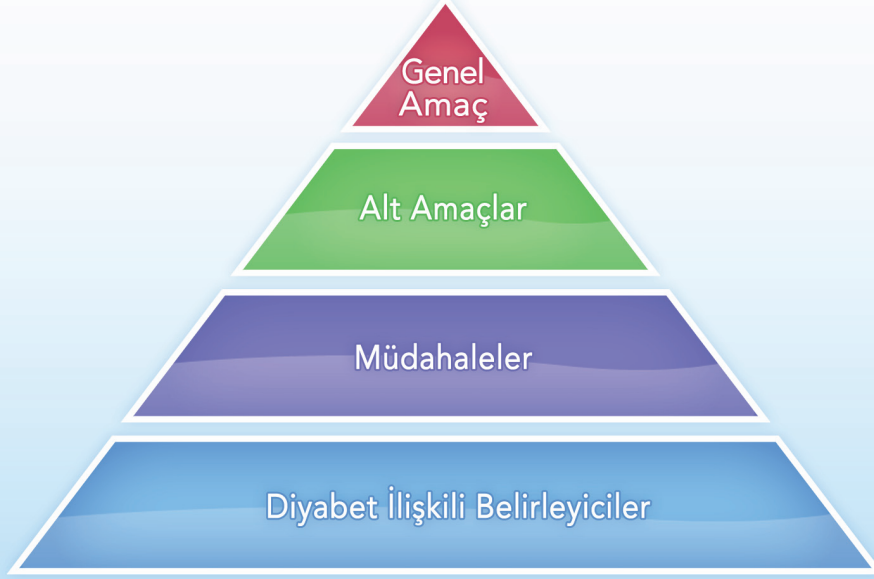 Genel
Amaç
Alt Amaçlar
Müdahaleler
Diyabet İlişkili Belirleyiciler